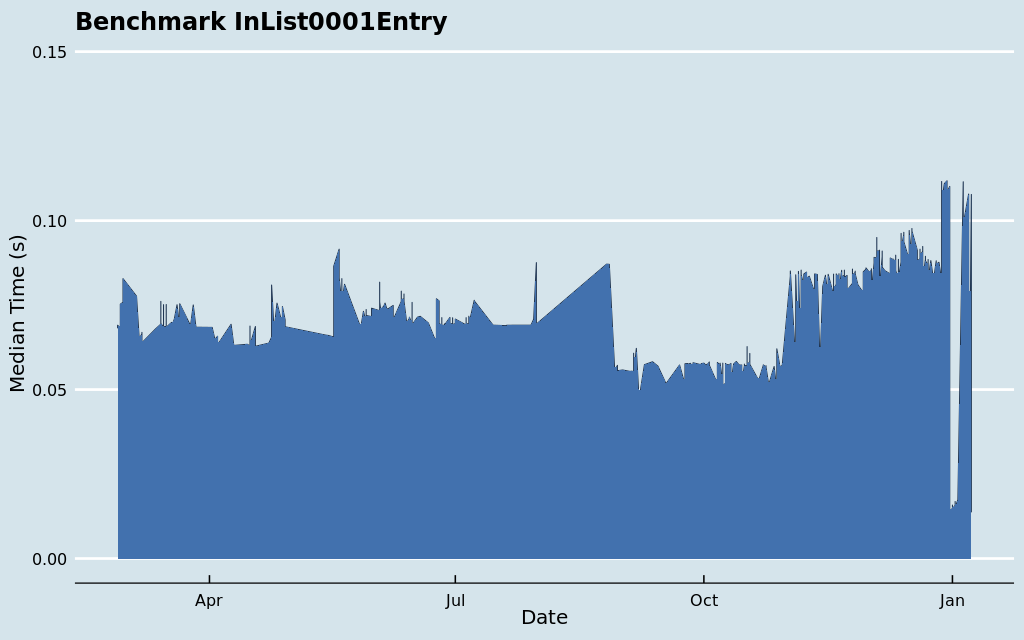 Benchmark InList0001Entry
0.15
0.10
0.05
0.00
Median Time (s)
Apr
Jul
Oct
Jan
Date